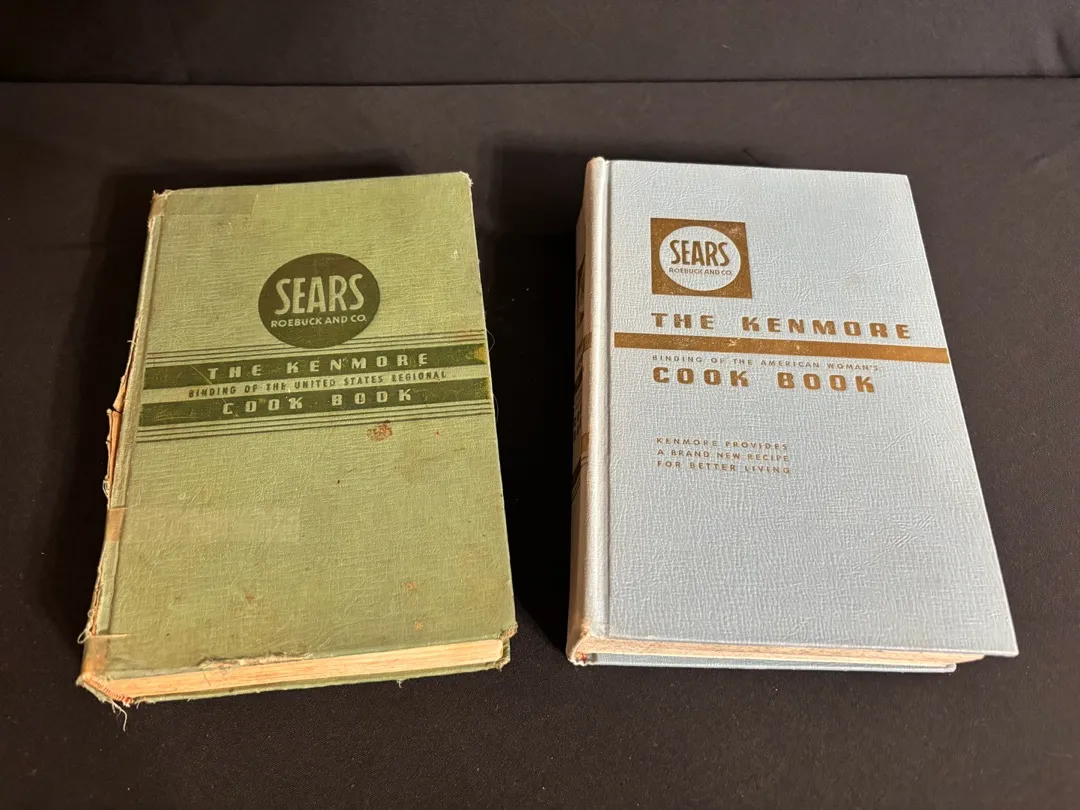 SEARS
ROEBUCK AND CO.
THE KENMORE
BINDING OF THE UNITED STATES REGIONAL
COOK BOOK
SEARS
ROEBUCK AND CO.
THE KENMORE
BINDING OF THE AMERICAN WOMAN'S
COOK BOOK
KENMORE PROVIDES
A BRAND NEW RECIPE
FOR BETTER LIVING